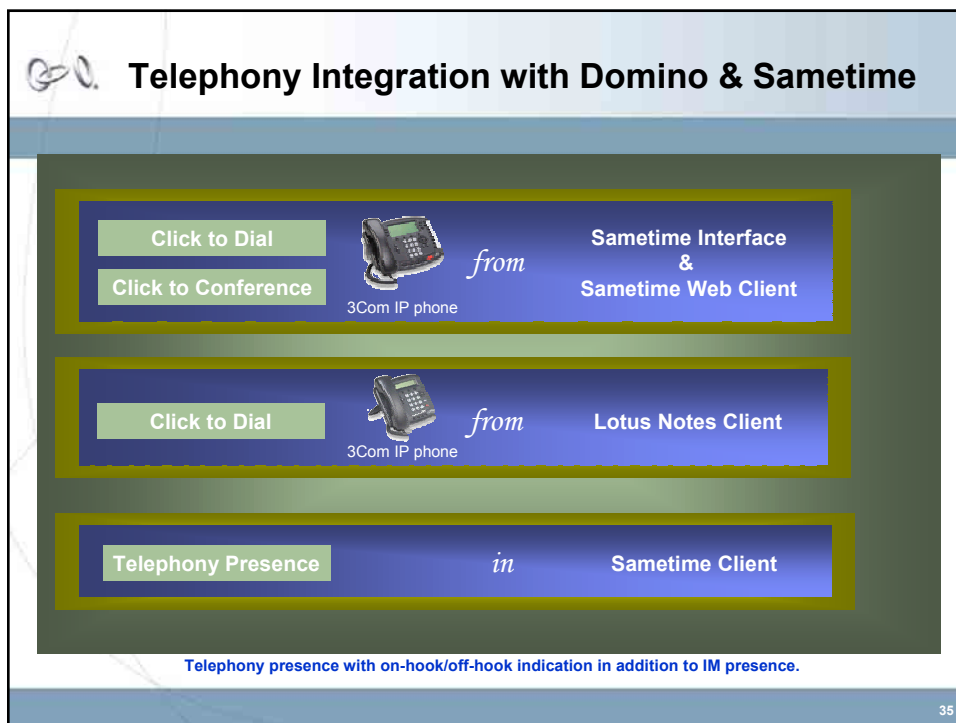 Telephony Integration with Domino & Sametime
Click to Dial
Click to Conference
3Com IP phone
from
Sametime Interface
&
Sametime Web Client
Click to Dial
3Com IP phone
from
Lotus Notes Client
Telephony Presence
in
Sametime Client
Telephony presence with on-hook/off-hook indication in addition to IM presence.
35